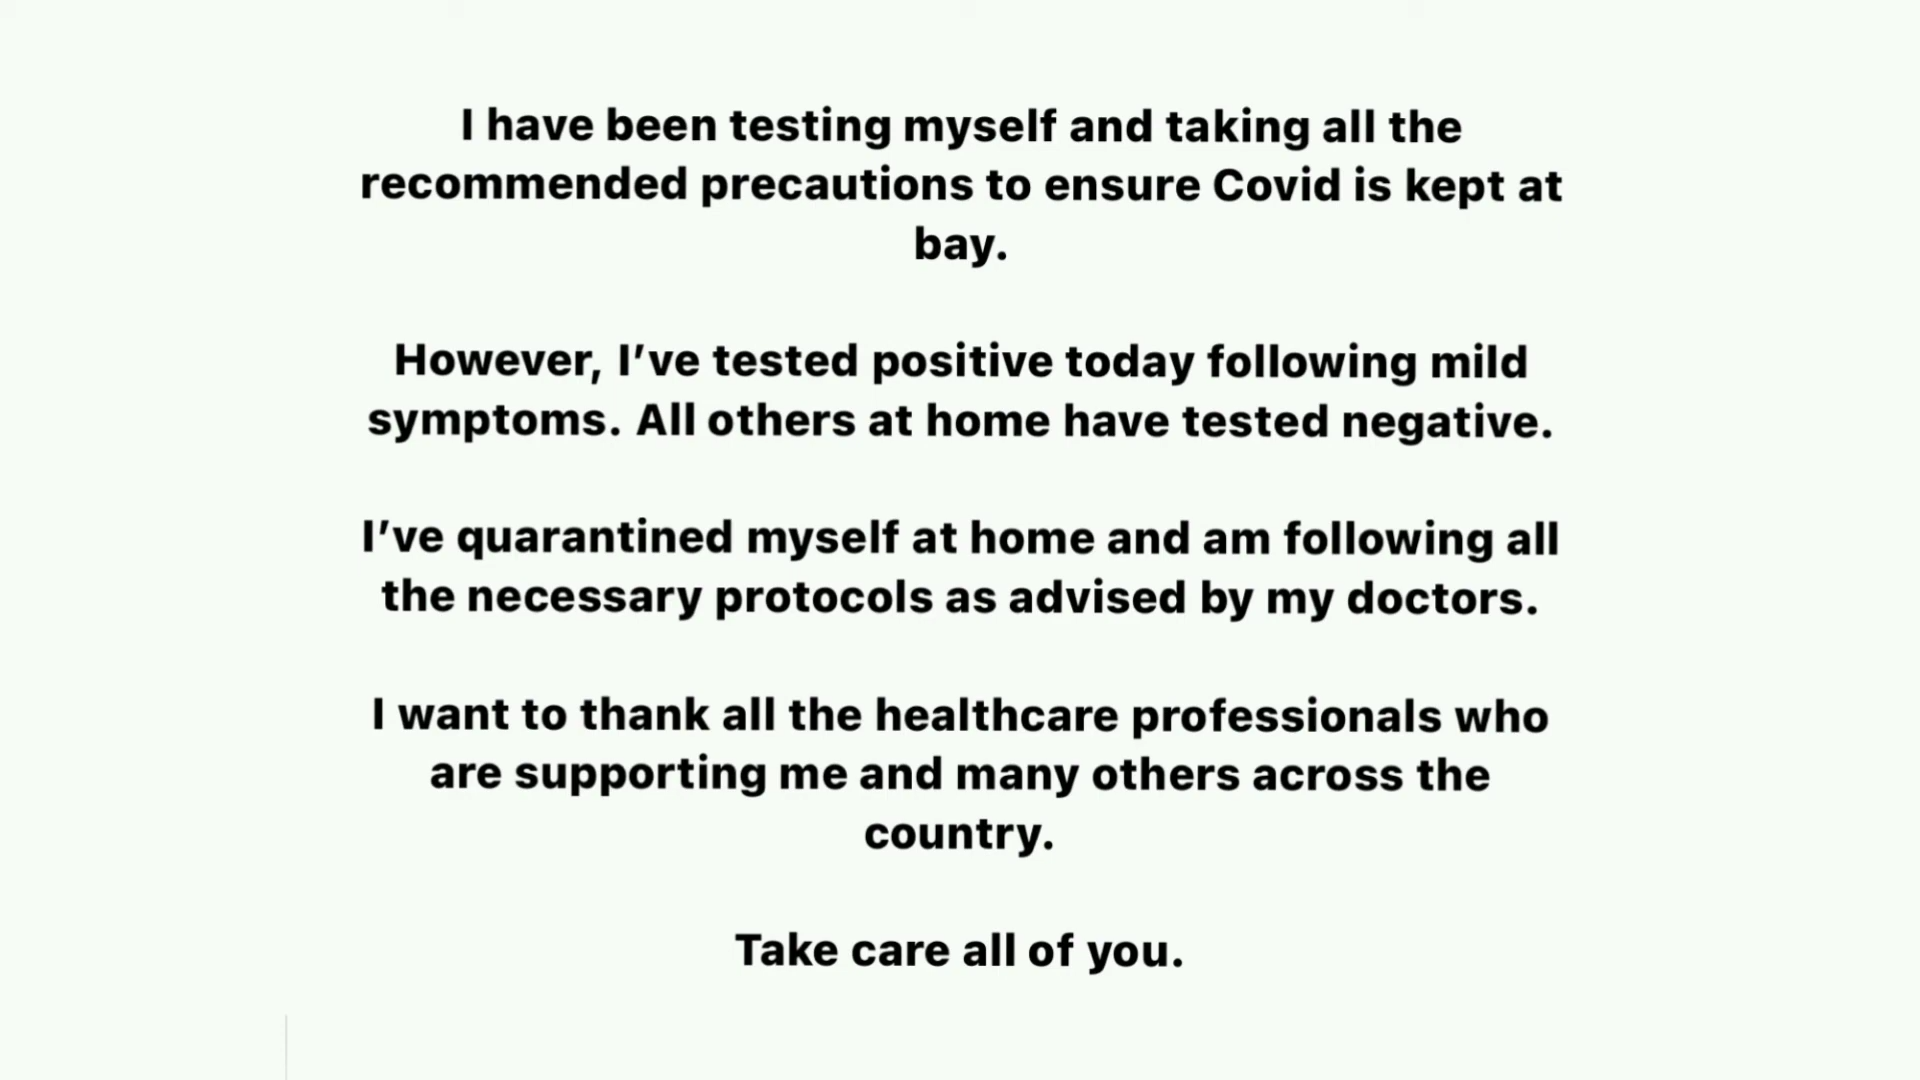 I have been testing myself and taking all the
recommended precautions to ensure Covid is kept at
bay.
However, I’ve tested positive today following mild
symptoms. All others at home have tested negative.
I’ve quarantined myself at home and am following all
the necessary protocols as advised by my doctors.
I want to thank all the healthcare professionals who
are supporting me and many others across the
country.
Take care all of you.